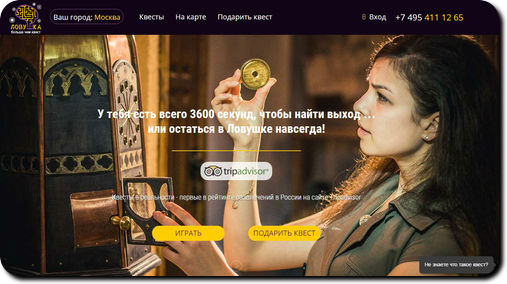 ЛОВУШКА
больше чем квест
Ваш город: Москва
Квесты
На карте
Подарить квест
Вход
+7 495 411 12 65
У тебя есть всего 3600 секунд, чтобы найти выход ...
или остаться в Ловушке навсегда!
tripadvisor
Квесты в реальности - первые в рейтинге развлечений в России на сайте Tripadvisor
ИГРАТЬ
ПОДАРИТЬ КВЕСТ
Не знаете что такое квест?